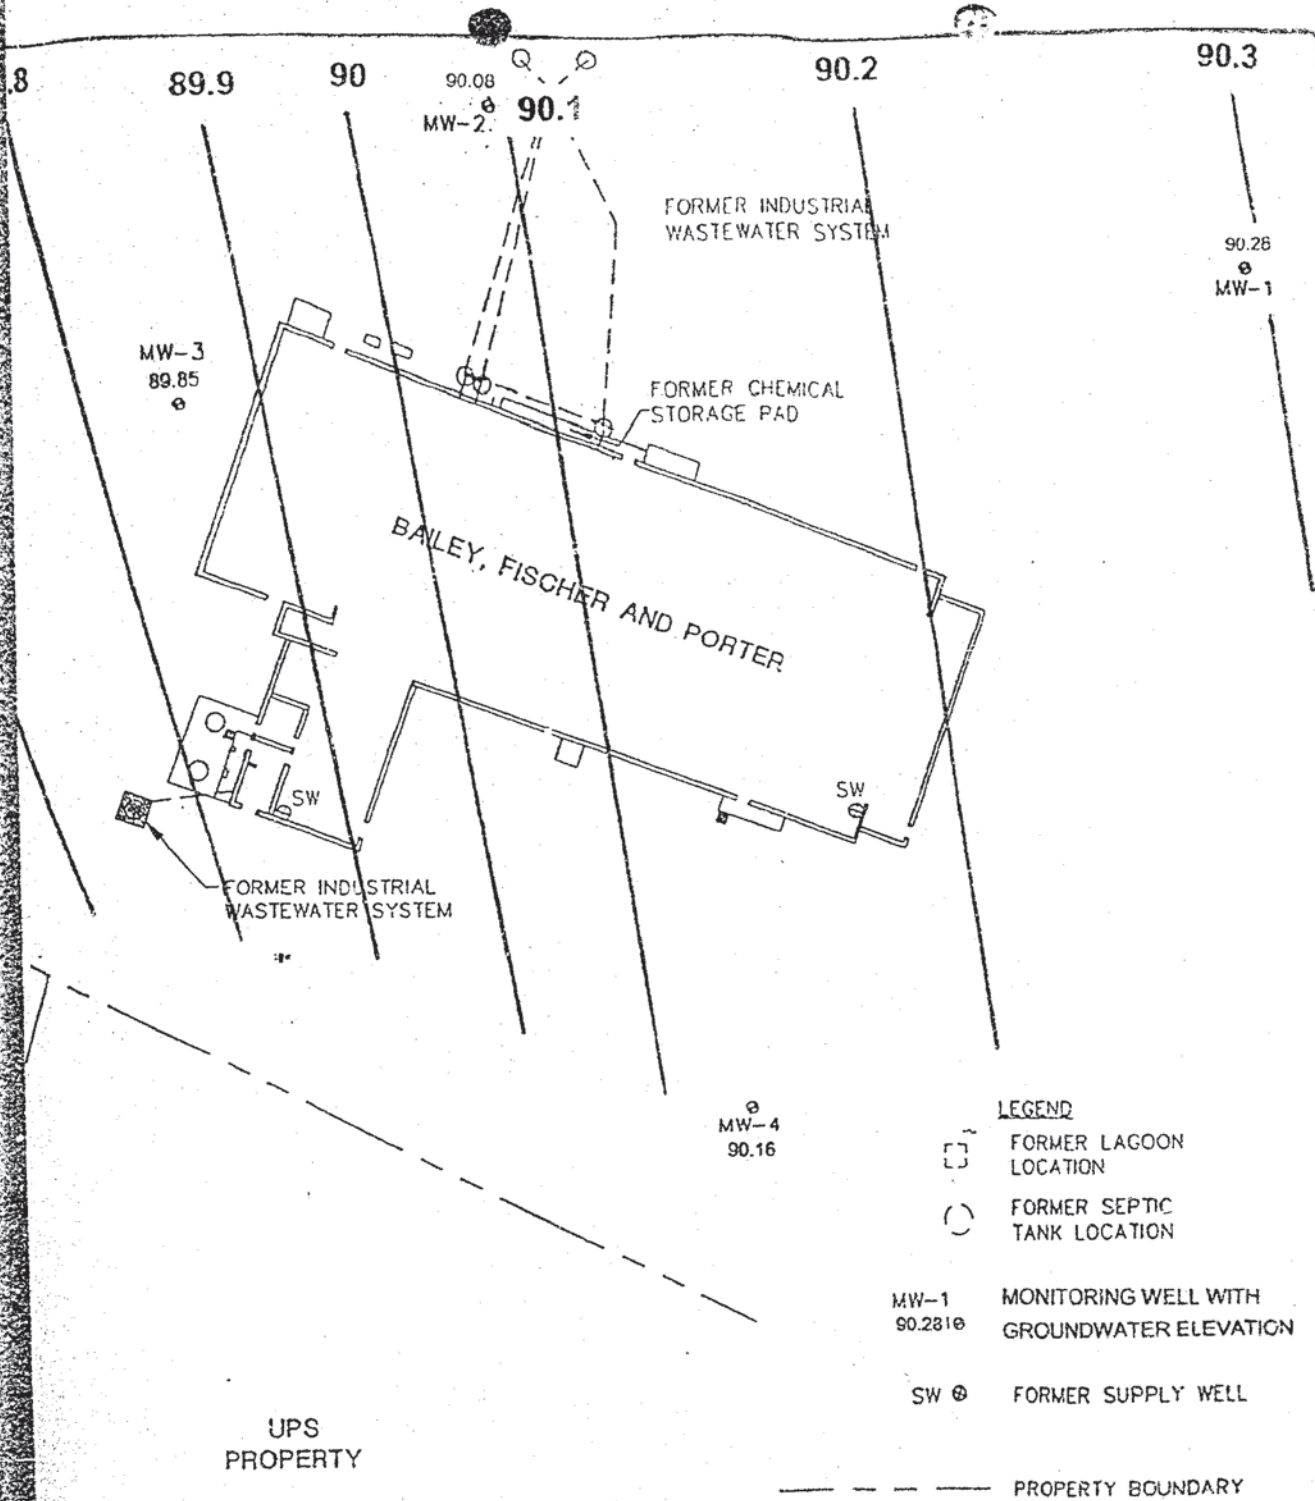 .8
89.9
90
90.08
MW-2
90.1
90.2
90.3
FORMER INDUSTRIAL
WASTEWATER SYSTEM
90.28
MW-1
MW-3
89.85
FORMER CHEMICAL
STORAGE PAD
BAILEY, FISCHER AND PORTER
SW
SW
FORMER INDUSTRIAL
WASTEWATER SYSTEM
MW-4
90.16
LEGEND
FORMER LAGOON
LOCATION
FORMER SEPTIC
TANK LOCATION
MW-1 MONITORING WELL WITH
90.281 GROUNDWATER ELEVATION
SW FORMER SUPPLY WELL
UPS
PROPERTY
PROPERTY BOUNDARY